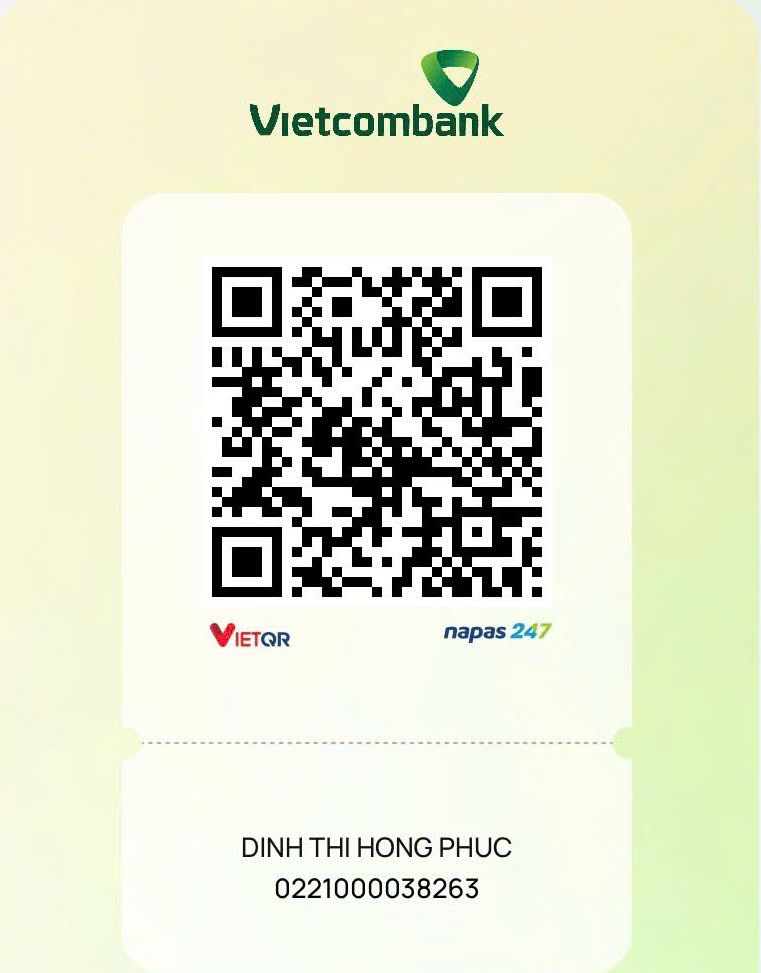 Vietcombank
VIETQR
napas 247
DINH THI HONG PHUC
0221000038263